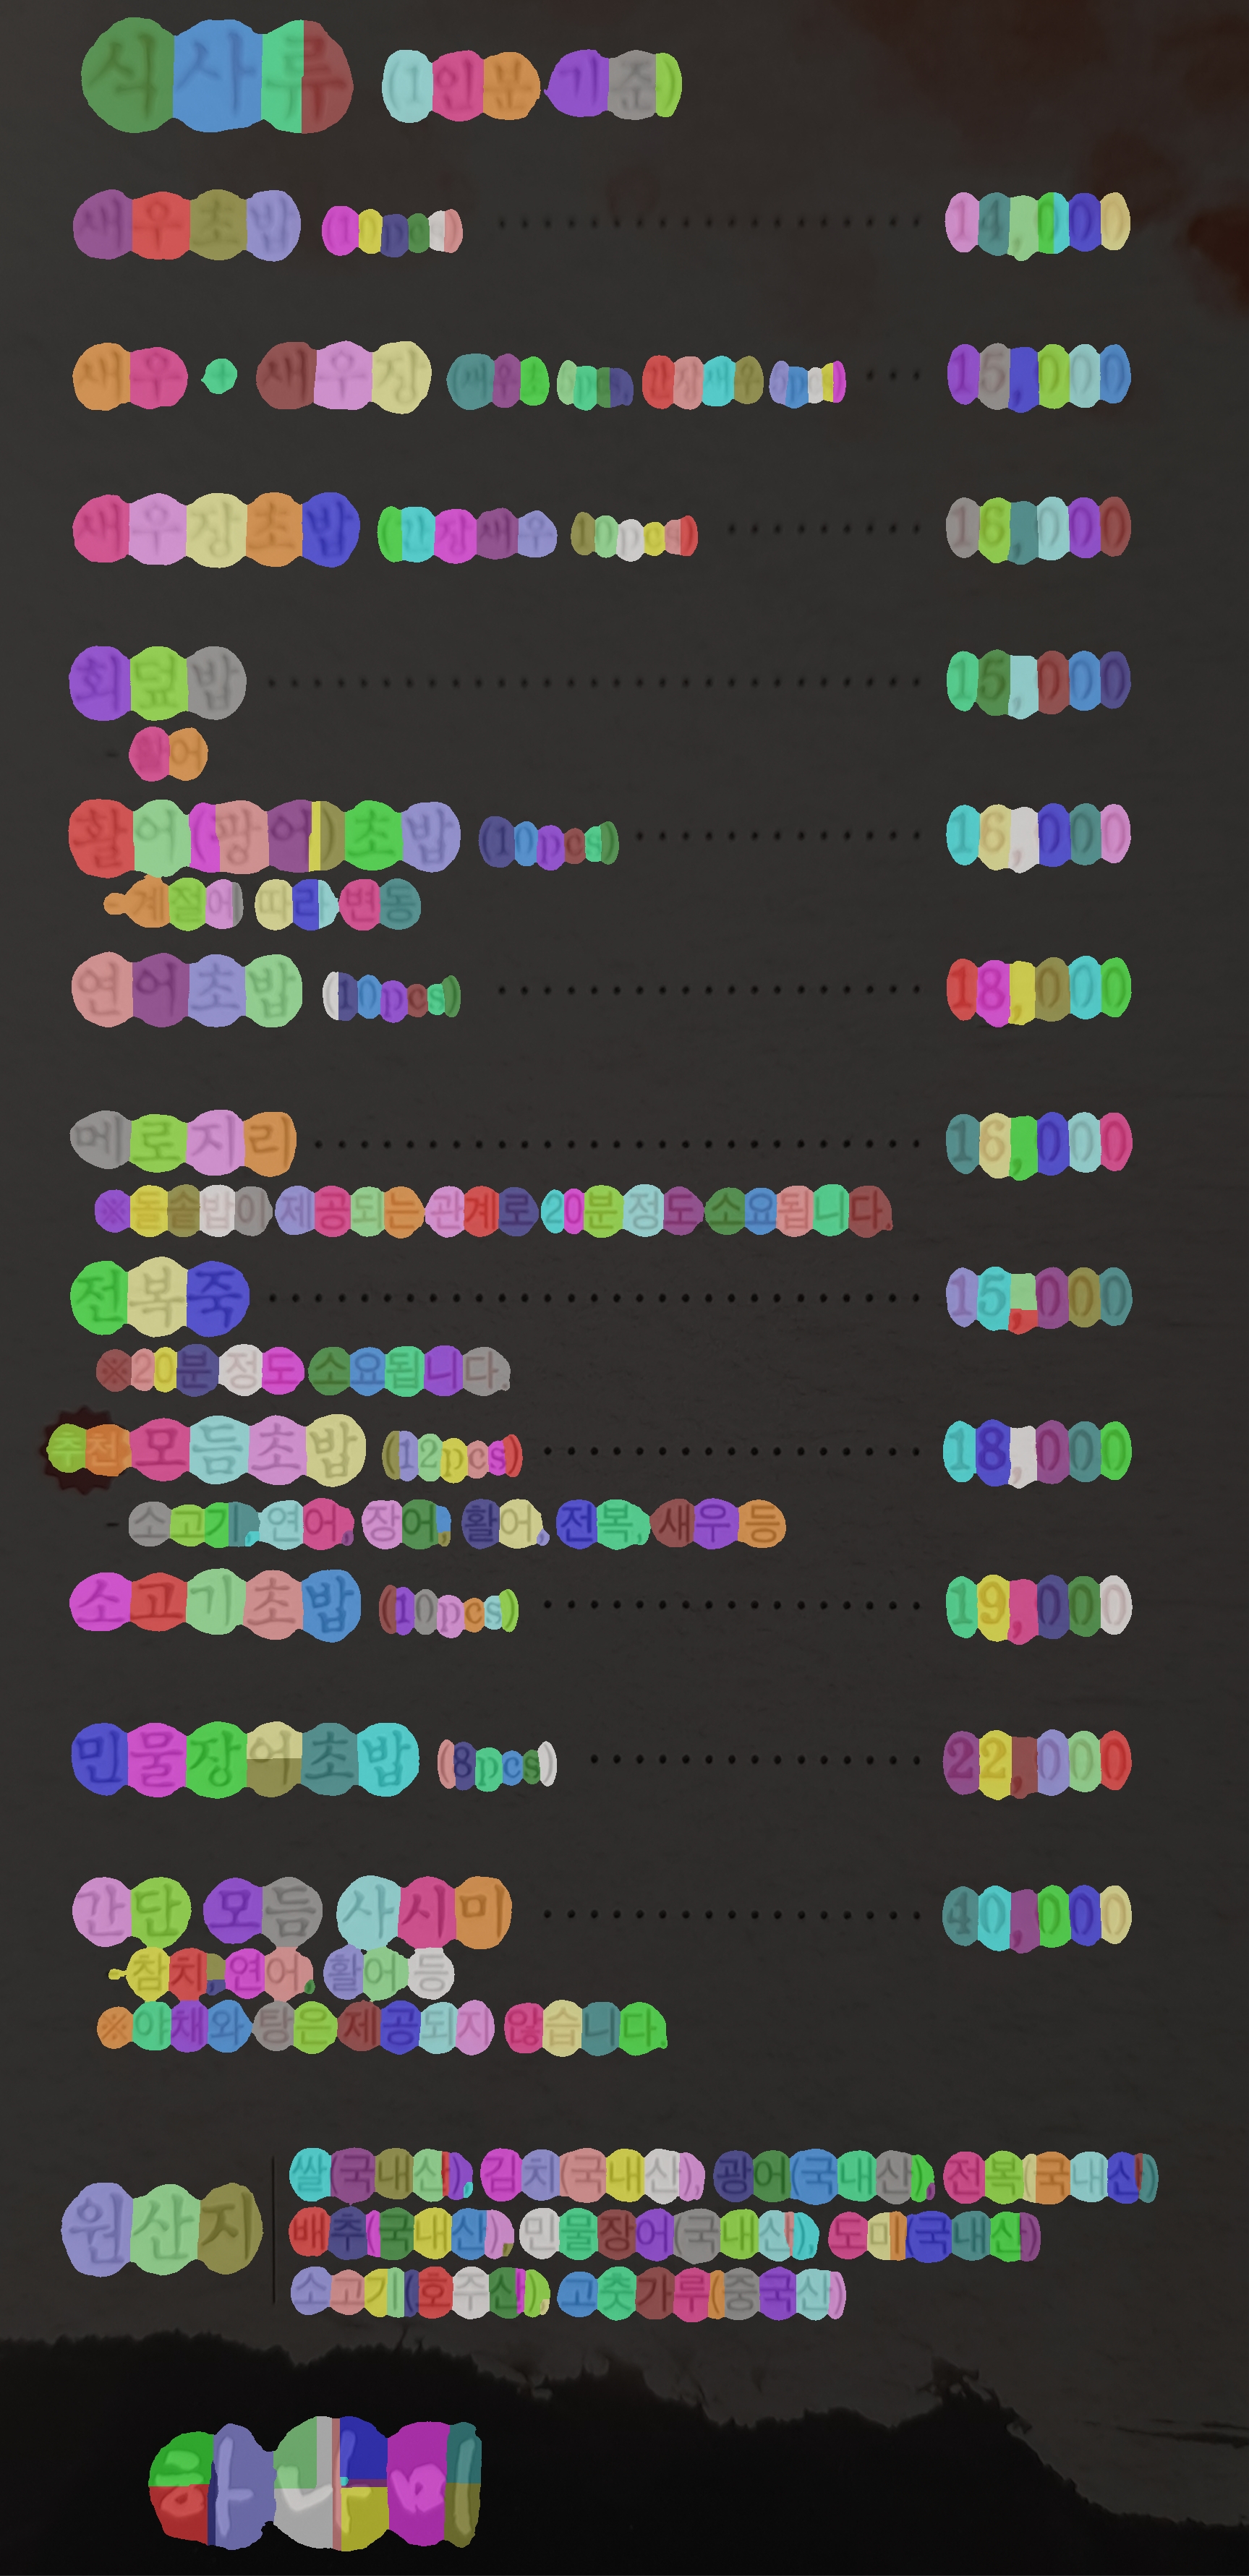 식사류 (1인분 기준)
새우초밥 (10pcs) 14,000
새우 · 새우장 새우 (5pcs) 새우장 (5pcs) 15,000
새우장초밥 (간장새우) (10pcs) 16,000
회덮밥 15,000
- 활어
활어(광어)초밥 (10pcs) 16,000
- 계절에 따라 변동
연어초밥 (10pcs) 18,000
메로지리 16,000
※돌솥밥이 제공되는 관계로 20분 정도 소요됩니다.
전복죽 15,000
※20분 정도 소요됩니다.
추천 모듬초밥 (12pcs) 18,000
- 소고기, 연어, 장어, 활어, 전복, 새우 등
소고기초밥 (10pcs) 19,000
민물장어초밥 (8pcs) 22,000
간단 모듬 사시미 40,000
- 참치, 연어, 활어 등
※야채와 탕은 제공되지 않습니다.
원산지
쌀(국내산), 김치(국내산), 광어(국내산), 전복(국내산)
배추(국내산), 민물장어(국내산), 도미(국내산)
소고기(호주산), 고춧가루(중국산)